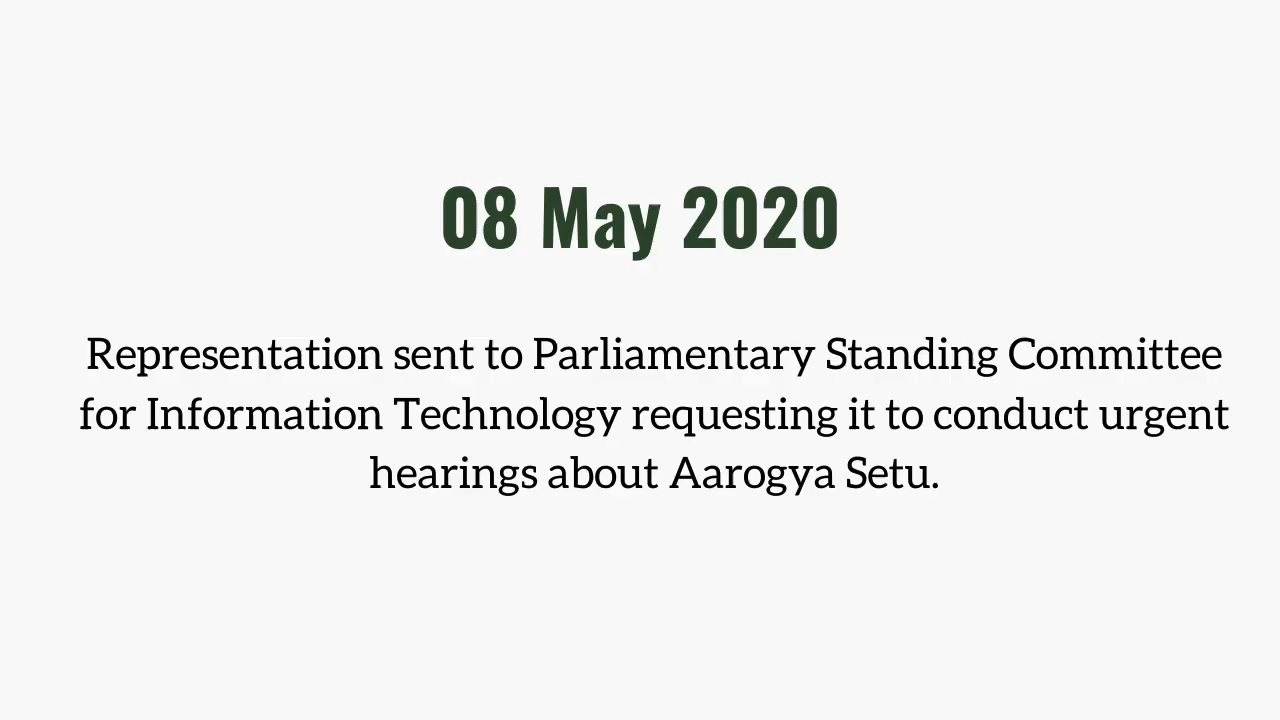 08 May 2020
Representation sent to Parliamentary Standing Committee
for Information Technology requesting it to conduct urgent
hearings about Aarogya Setu.